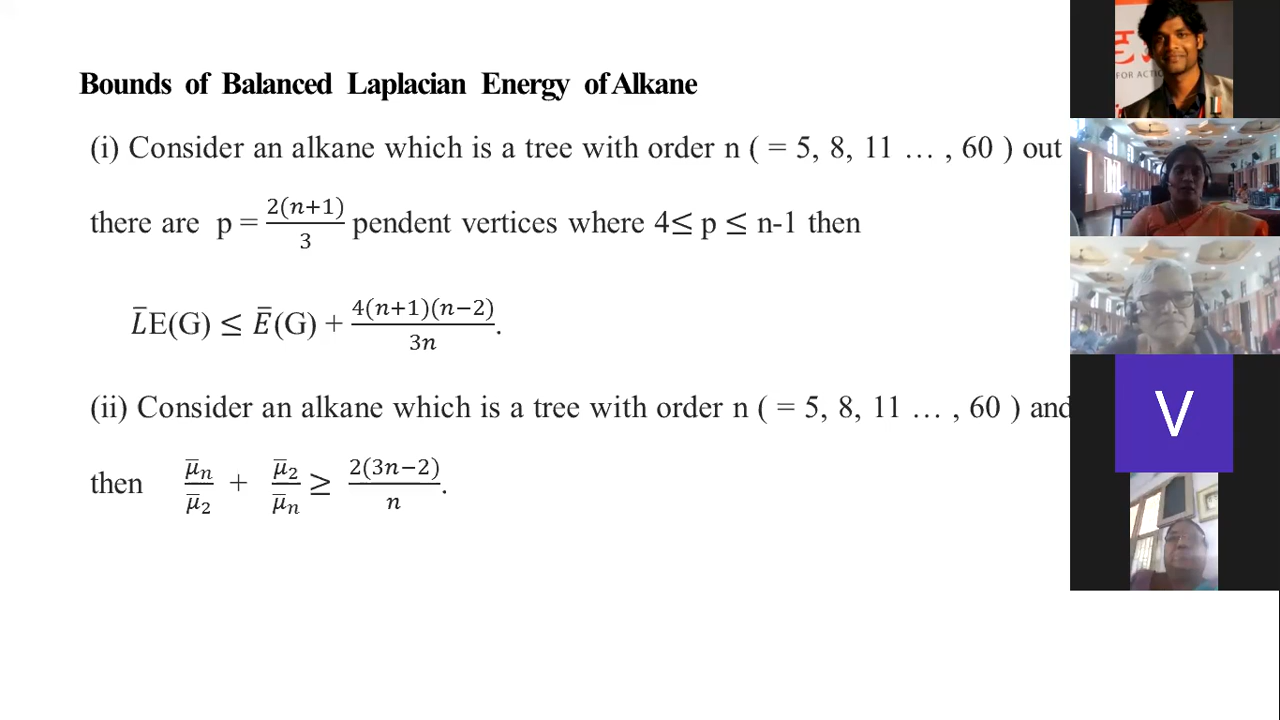 Bounds of Balanced Laplacian Energy of Alkane
(i) Consider an alkane which is a tree with order n ( = 5, 8, 11 … , 60 ) out
there are p = 2(n+1)/3 pendent vertices where 4≤ p ≤ n-1 then
L̄E(G) ≤ Ē(G) + 4(n+1)(n−2)/3n.
(ii) Consider an alkane which is a tree with order n ( = 5, 8, 11 … , 60 ) and
then μ̄ₙ/μ̄₂ + μ̄₂/μ̄ₙ ≥ 2(3n−2)/n.
FOR ACTIO
V